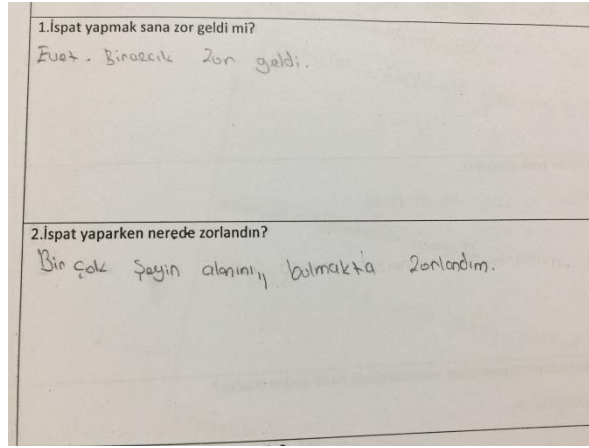 1.İspat yapmak sana zor geldi mi?
Evet. Birazcık zor geldi.
2.İspat yaparken nerede zorlandın?
Bir çok şeyin alanını,, bulmakta zorlandım.